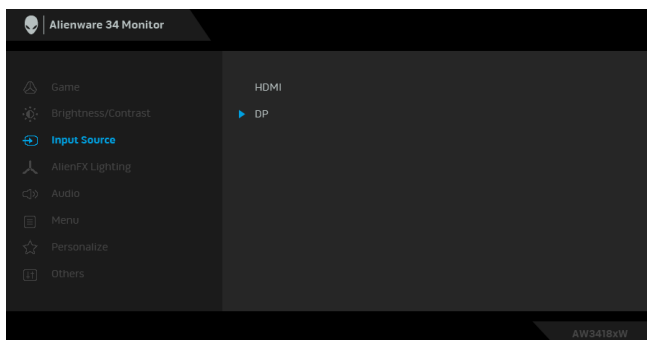 Alienware 34 Monitor
Game
HDMI
Brightness/Contrast
DP
Input Source
AlienFX Lighting
Audio
Menu
Personalize
Others
AW3418xW